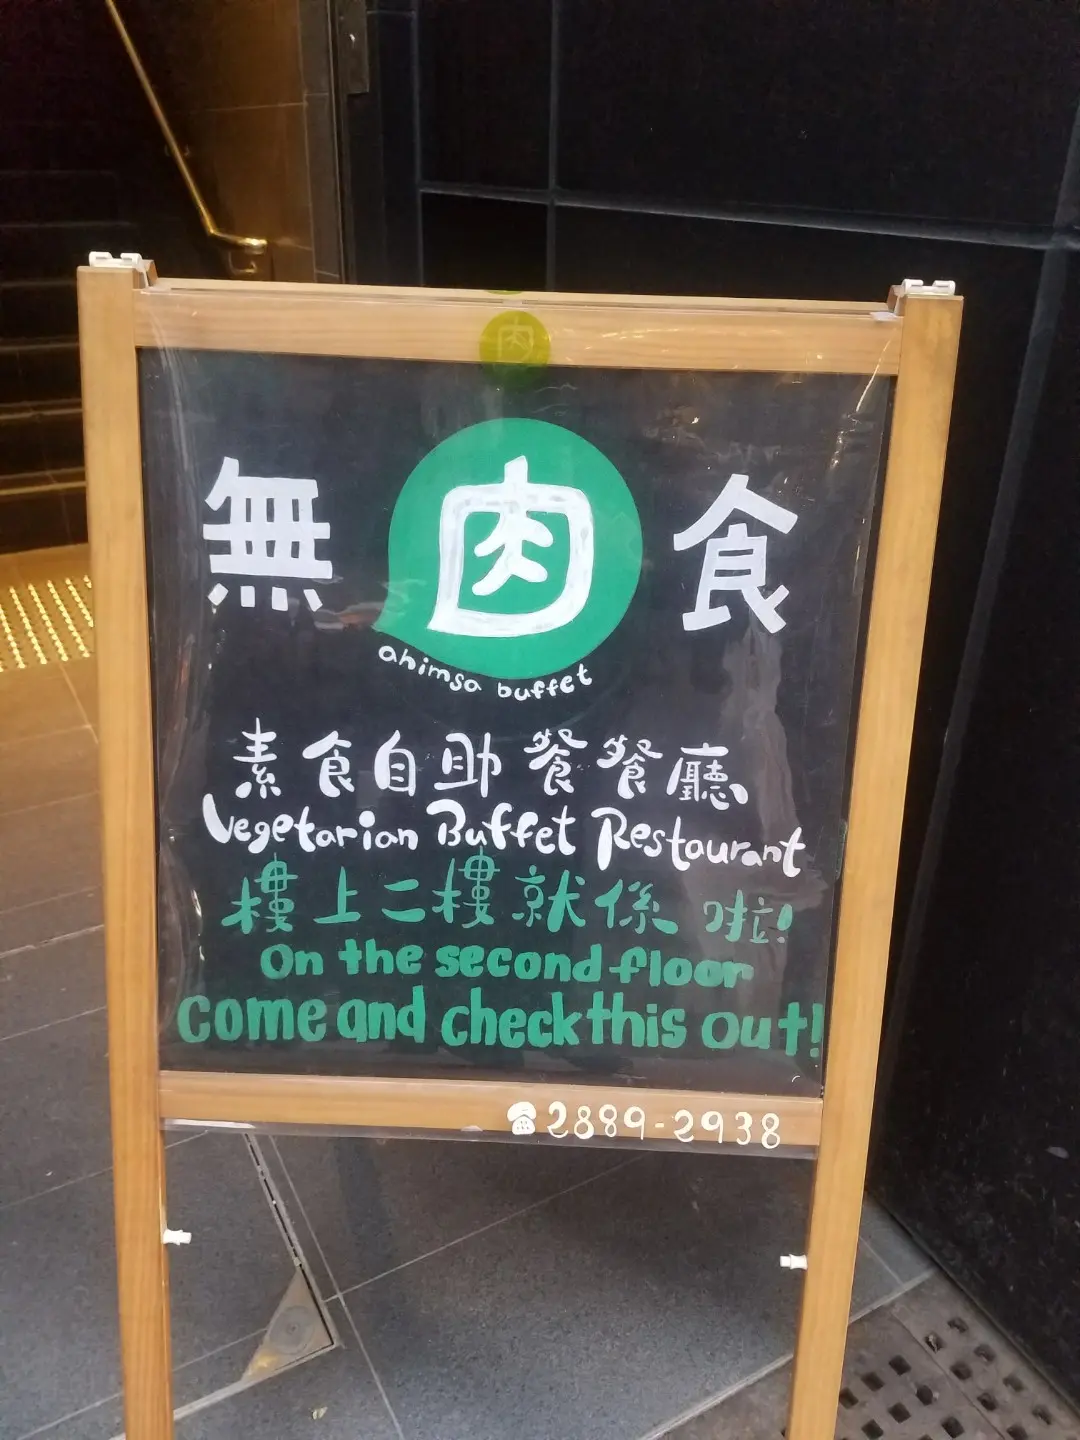 肉
無肉食
ahimsa buffet
素食自助餐餐廳
Vegetarian Buffet Restaurant
樓上二樓就係啦!
On the second floor
Come and check this out!
☎2889-2938